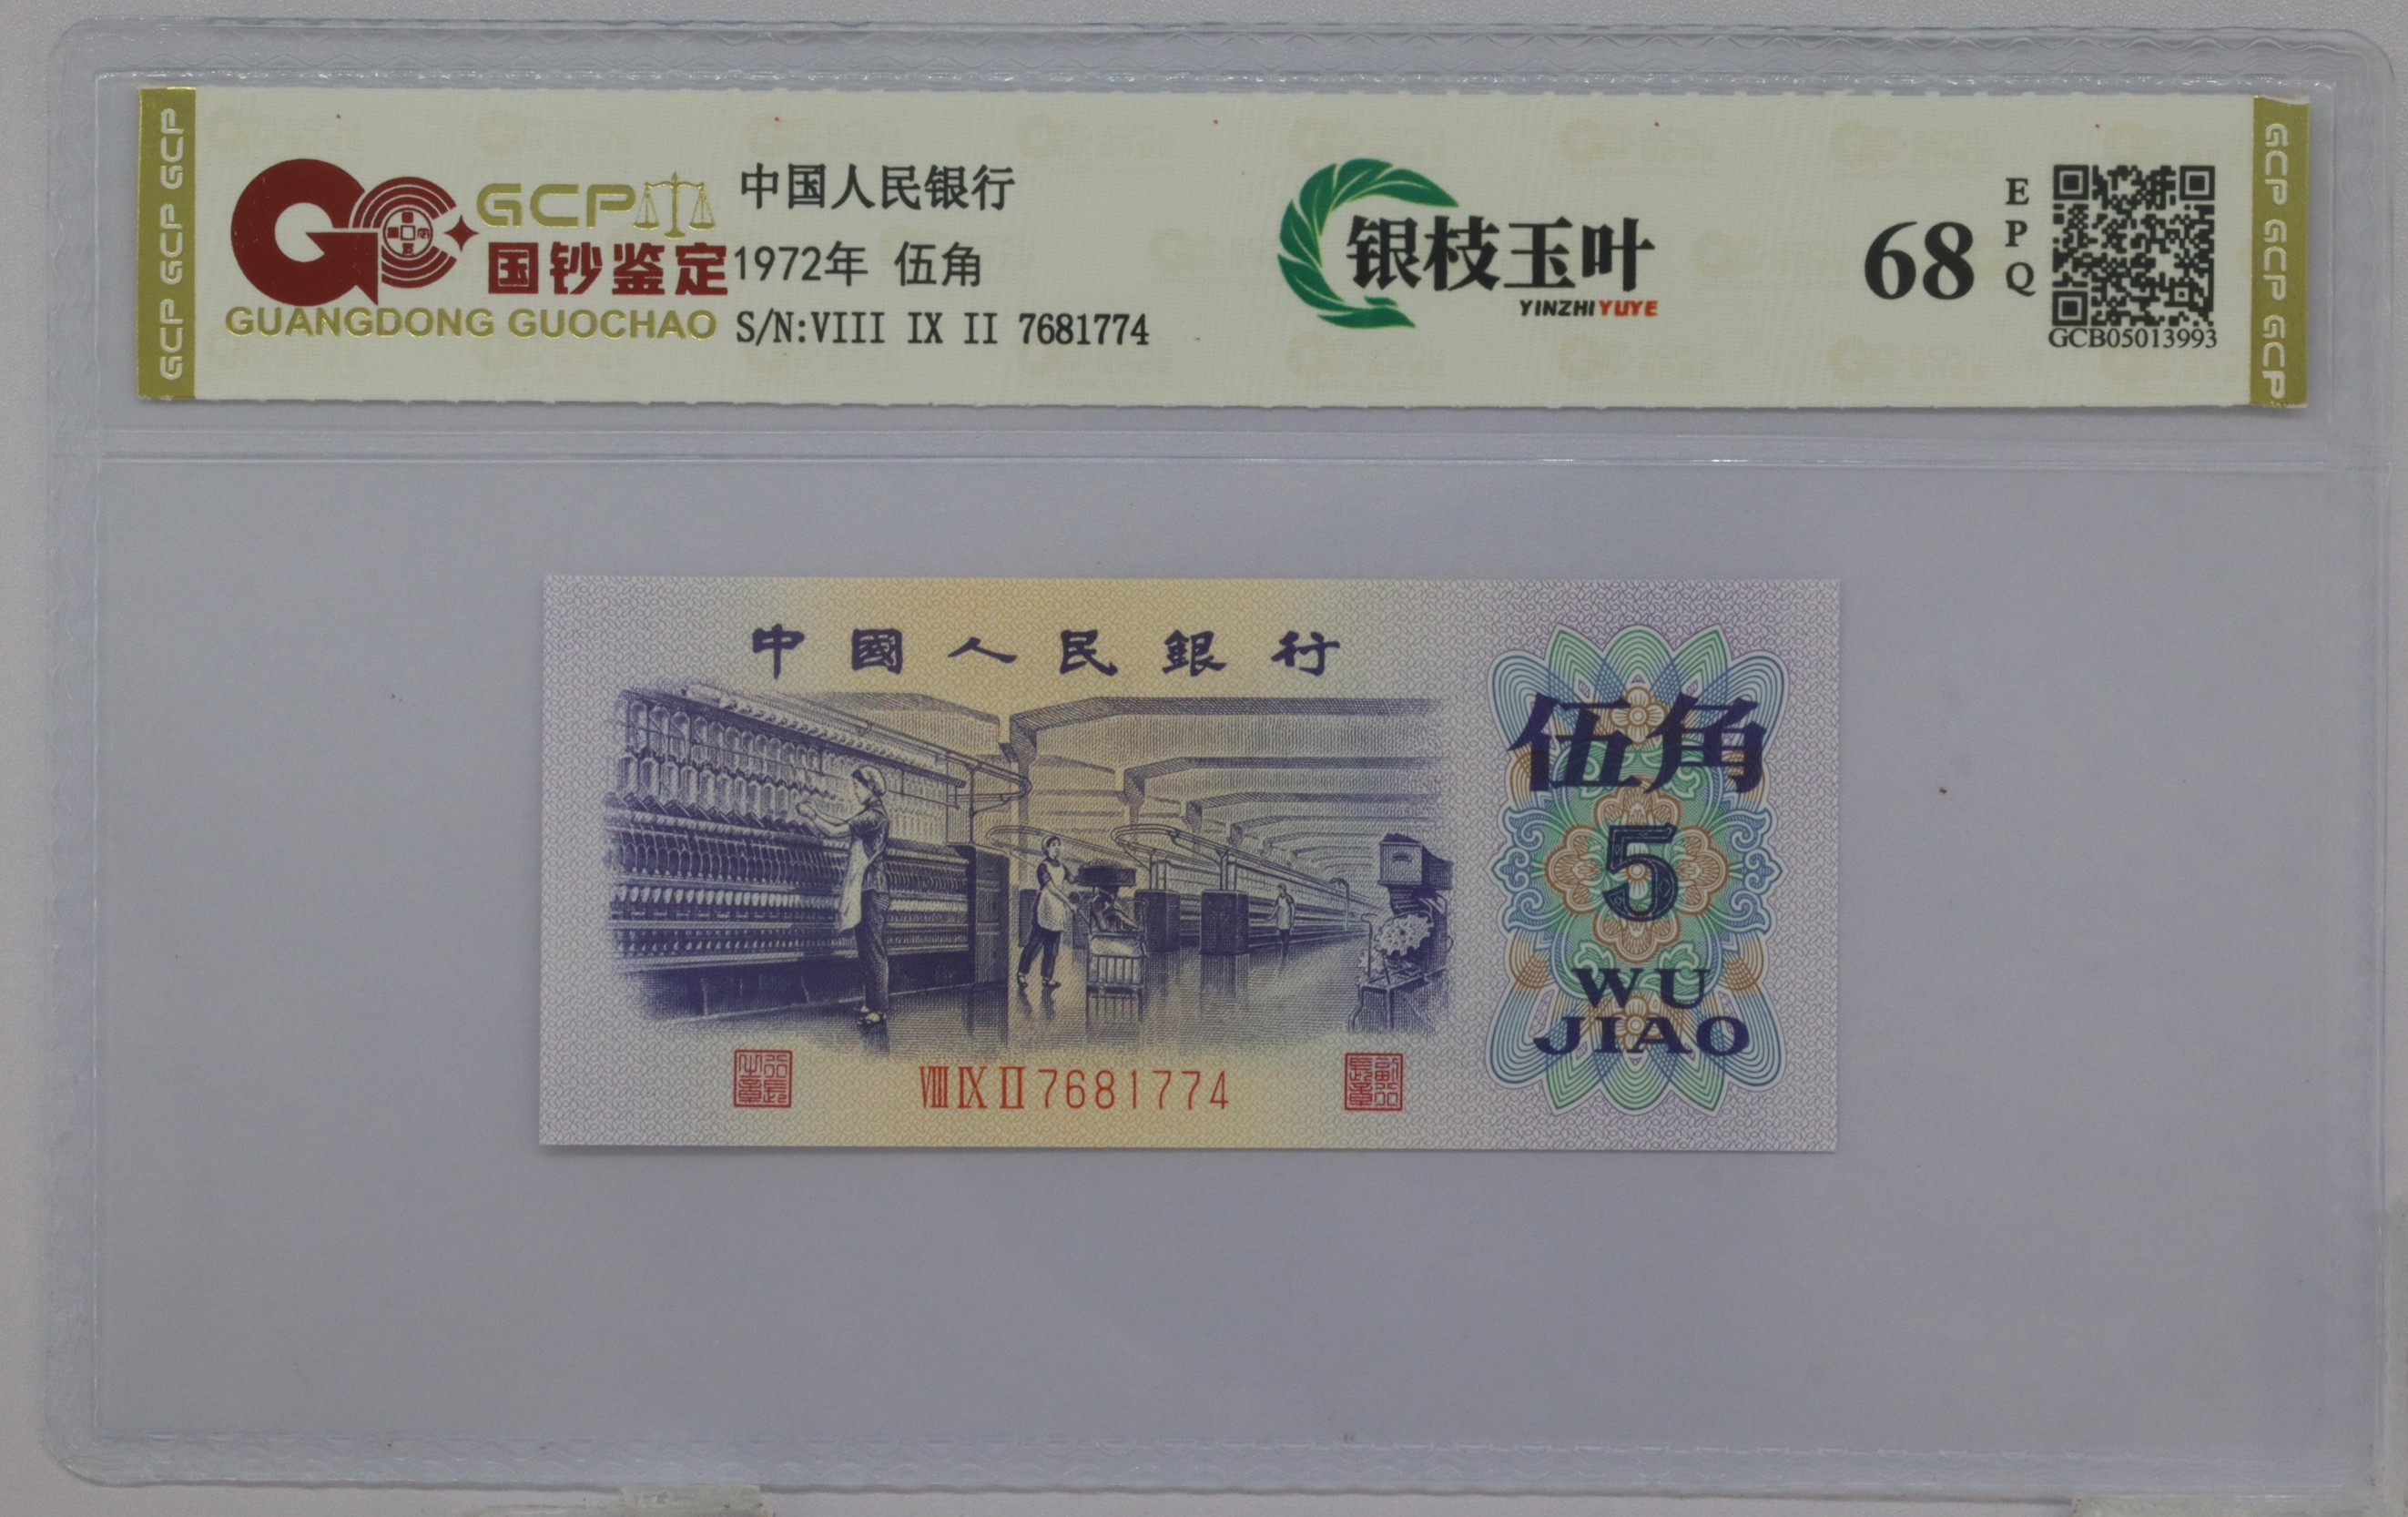 GCP GCP GCP
GCP
国钞鉴定
GUANGDONG GUOCHAO
中国人民银行
1972年 伍角
S/N:VIII IX II 7681774
银枝玉叶
YINZHIYUYE
68
EPQ
GCB05013993
GCP GCP GCP
中國人民銀行
伍角
5
WU
JIAO
VIII IX II 7681774